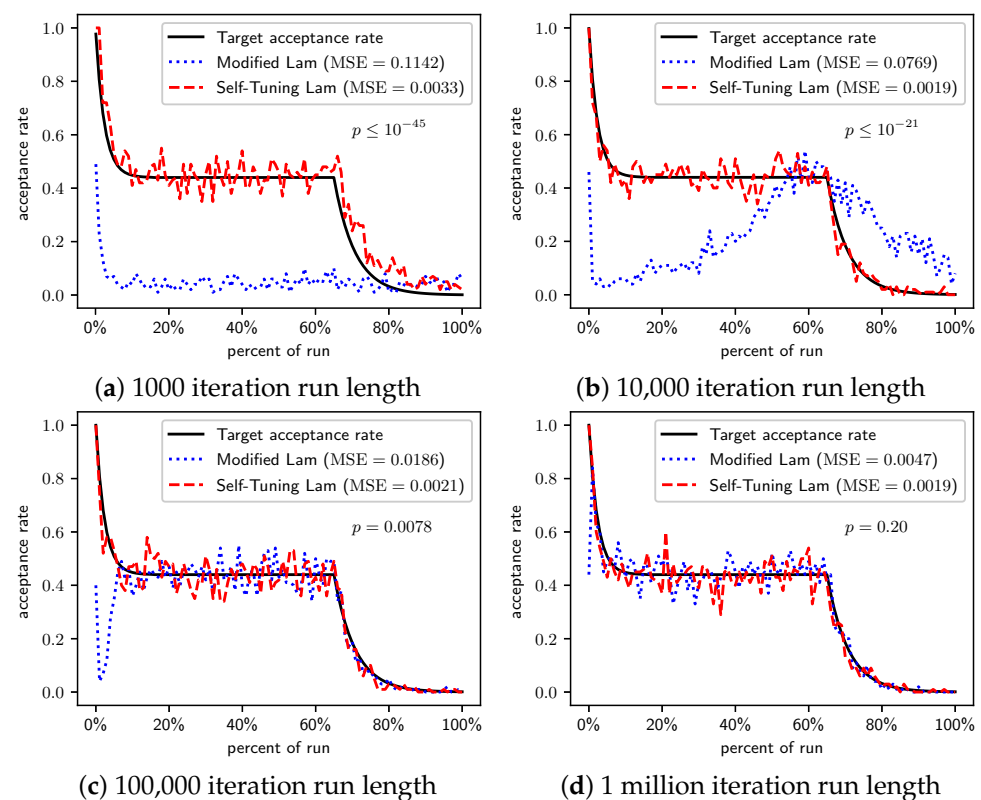 1.0
0.8
0.6
0.4
0.2
0.0
acceptance rate
Target acceptance rate
Modified Lam (MSE = 0.1142)
Self-Tuning Lam (MSE = 0.0033)
p ≤ 10⁻⁴⁵
0% 20% 40% 60% 80% 100%
percent of run
(a) 1000 iteration run length
1.0
0.8
0.6
0.4
0.2
0.0
acceptance rate
Target acceptance rate
Modified Lam (MSE = 0.0769)
Self-Tuning Lam (MSE = 0.0019)
p ≤ 10⁻²¹
0% 20% 40% 60% 80% 100%
percent of run
(b) 10,000 iteration run length
1.0
0.8
0.6
0.4
0.2
0.0
acceptance rate
Target acceptance rate
Modified Lam (MSE = 0.0186)
Self-Tuning Lam (MSE = 0.0021)
p = 0.0078
0% 20% 40% 60% 80% 100%
percent of run
(c) 100,000 iteration run length
1.0
0.8
0.6
0.4
0.2
0.0
acceptance rate
Target acceptance rate
Modified Lam (MSE = 0.0047)
Self-Tuning Lam (MSE = 0.0019)
p = 0.20
0% 20% 40% 60% 80% 100%
percent of run
(d) 1 million iteration run length